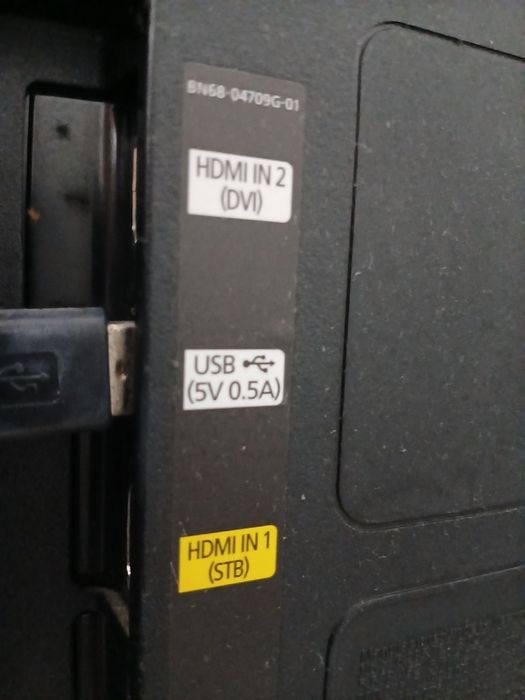 BN68-04709G-01
HDMI IN 2
(DVI)
USB
(5V 0.5A)
HDMI IN 1
(STB)